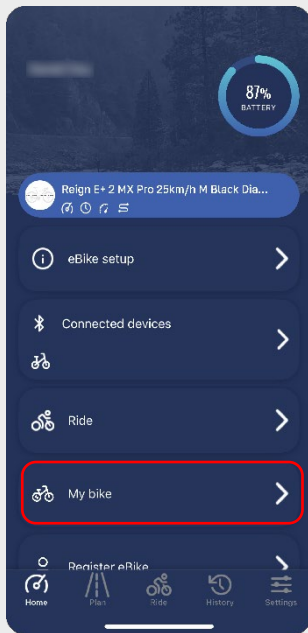 87%
BATTERY
Reign E+ 2 MX Pro 25km/h M Black Dia...
eBike setup
Connected devices
Ride
My bike
Register eBike
Home Plan Ride History Settings